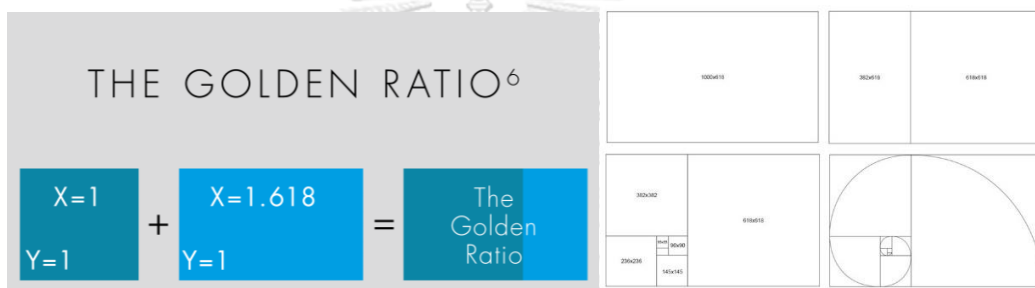 THE GOLDEN RATIO⁶
X=1
Y=1
+
X=1.618
Y=1
=
The
Golden
Ratio
1000x618
382x618
618x618
382x382
618x618
236x236
90x90
145x145